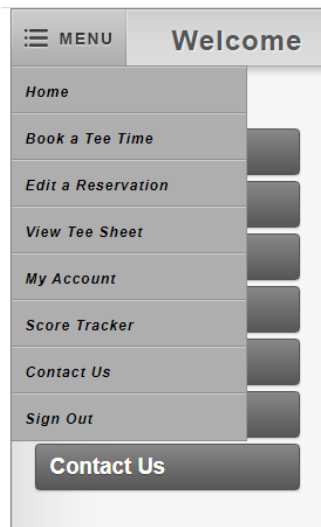 MENU
Welcome
Home
Book a Tee Time
Edit a Reservation
View Tee Sheet
My Account
Score Tracker
Contact Us
Sign Out
Contact Us